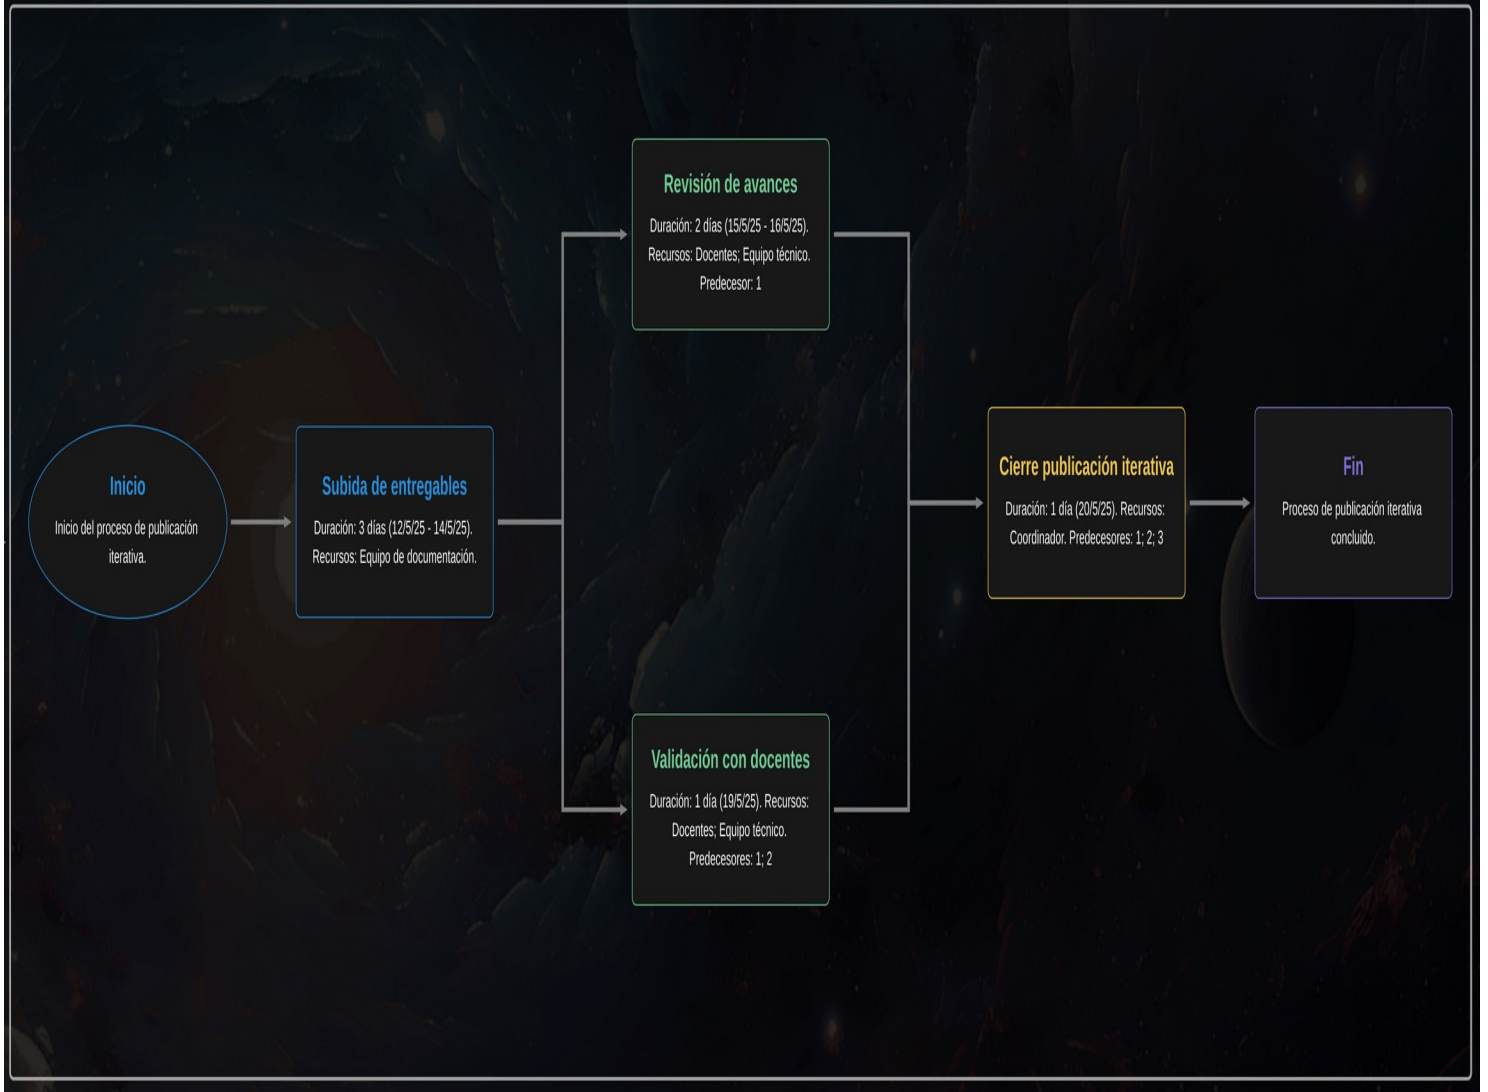 Inicio
Inicio del proceso de publicación
iterativa.
Subida de entregables
Duración: 3 días (12/5/25 - 14/5/25).
Recursos: Equipo de documentación.
Revisión de avances
Duración: 2 días (15/5/25 - 16/5/25).
Recursos: Docentes; Equipo técnico.
Predecesor: 1
Validación con docentes
Duración: 1 día (19/5/25). Recursos:
Docentes; Equipo técnico.
Predecesores: 1; 2
Cierre publicación iterativa
Duración: 1 día (20/5/25). Recursos:
Coordinador. Predecesores: 1; 2; 3
Fin
Proceso de publicación iterativa
concluido.